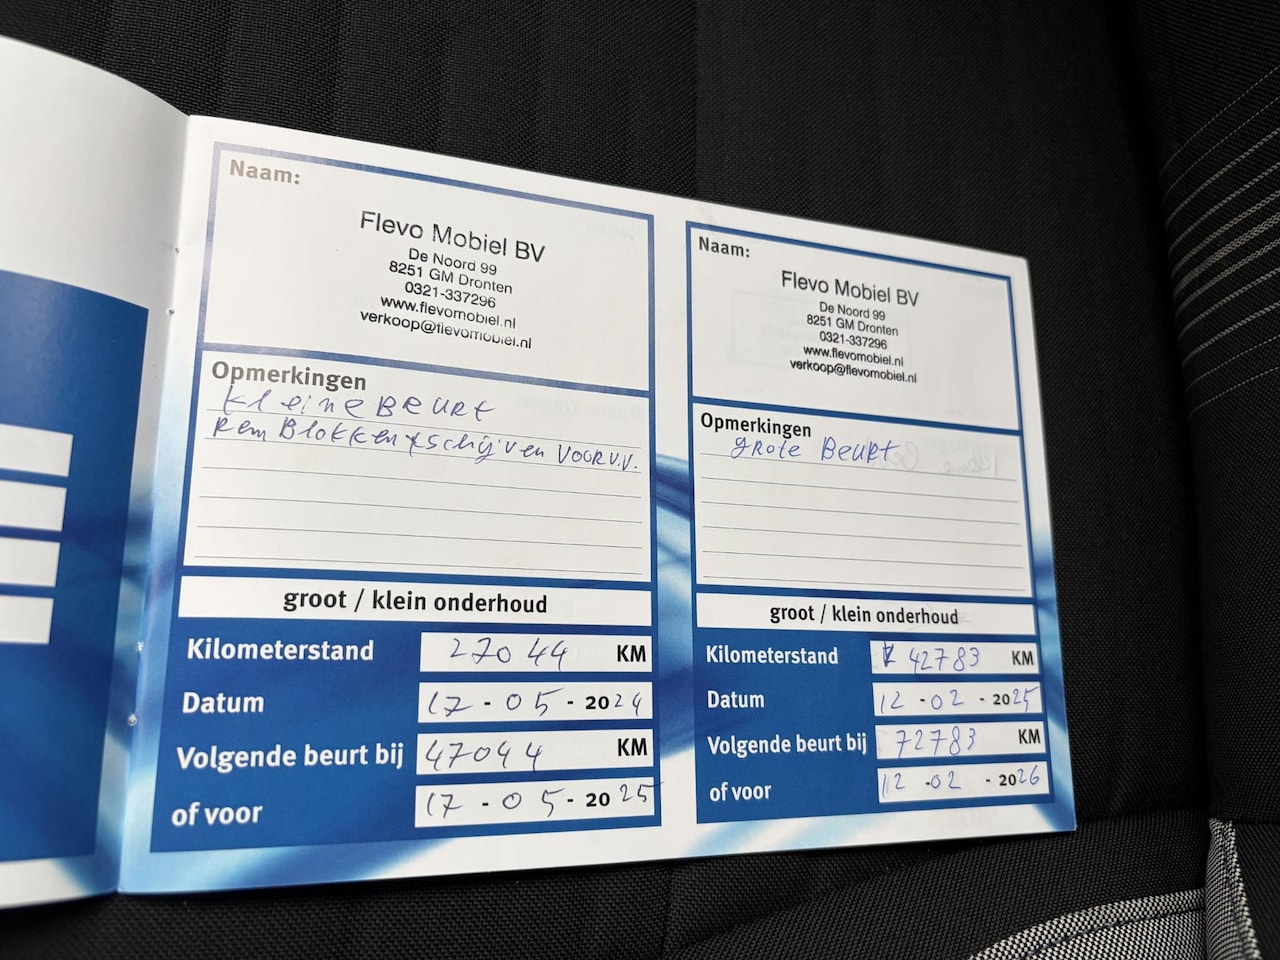 Naam:
Flevo Mobiel BV
De Noord 99
8251 GM Dronten
0321-337296
www.flevomobiel.nl
verkoop@flevomobiel.nl
Opmerkingen
Kleine Beurt
RemBlokken+schijven voor v.v.
groot / klein onderhoud
Kilometerstand 27044 KM
Datum 17-05-2024
Volgende beurt bij 47044 KM
of voor 17-05-2025
Naam:
Flevo Mobiel BV
De Noord 99
8251 GM Dronten
0321-337296
www.flevomobiel.nl
verkoop@flevomobiel.nl
Opmerkingen
grote Beurt
groot / klein onderhoud
Kilometerstand 42783 KM
Datum 12-02-2025
Volgende beurt bij 72783 KM
of voor 12-02-2026